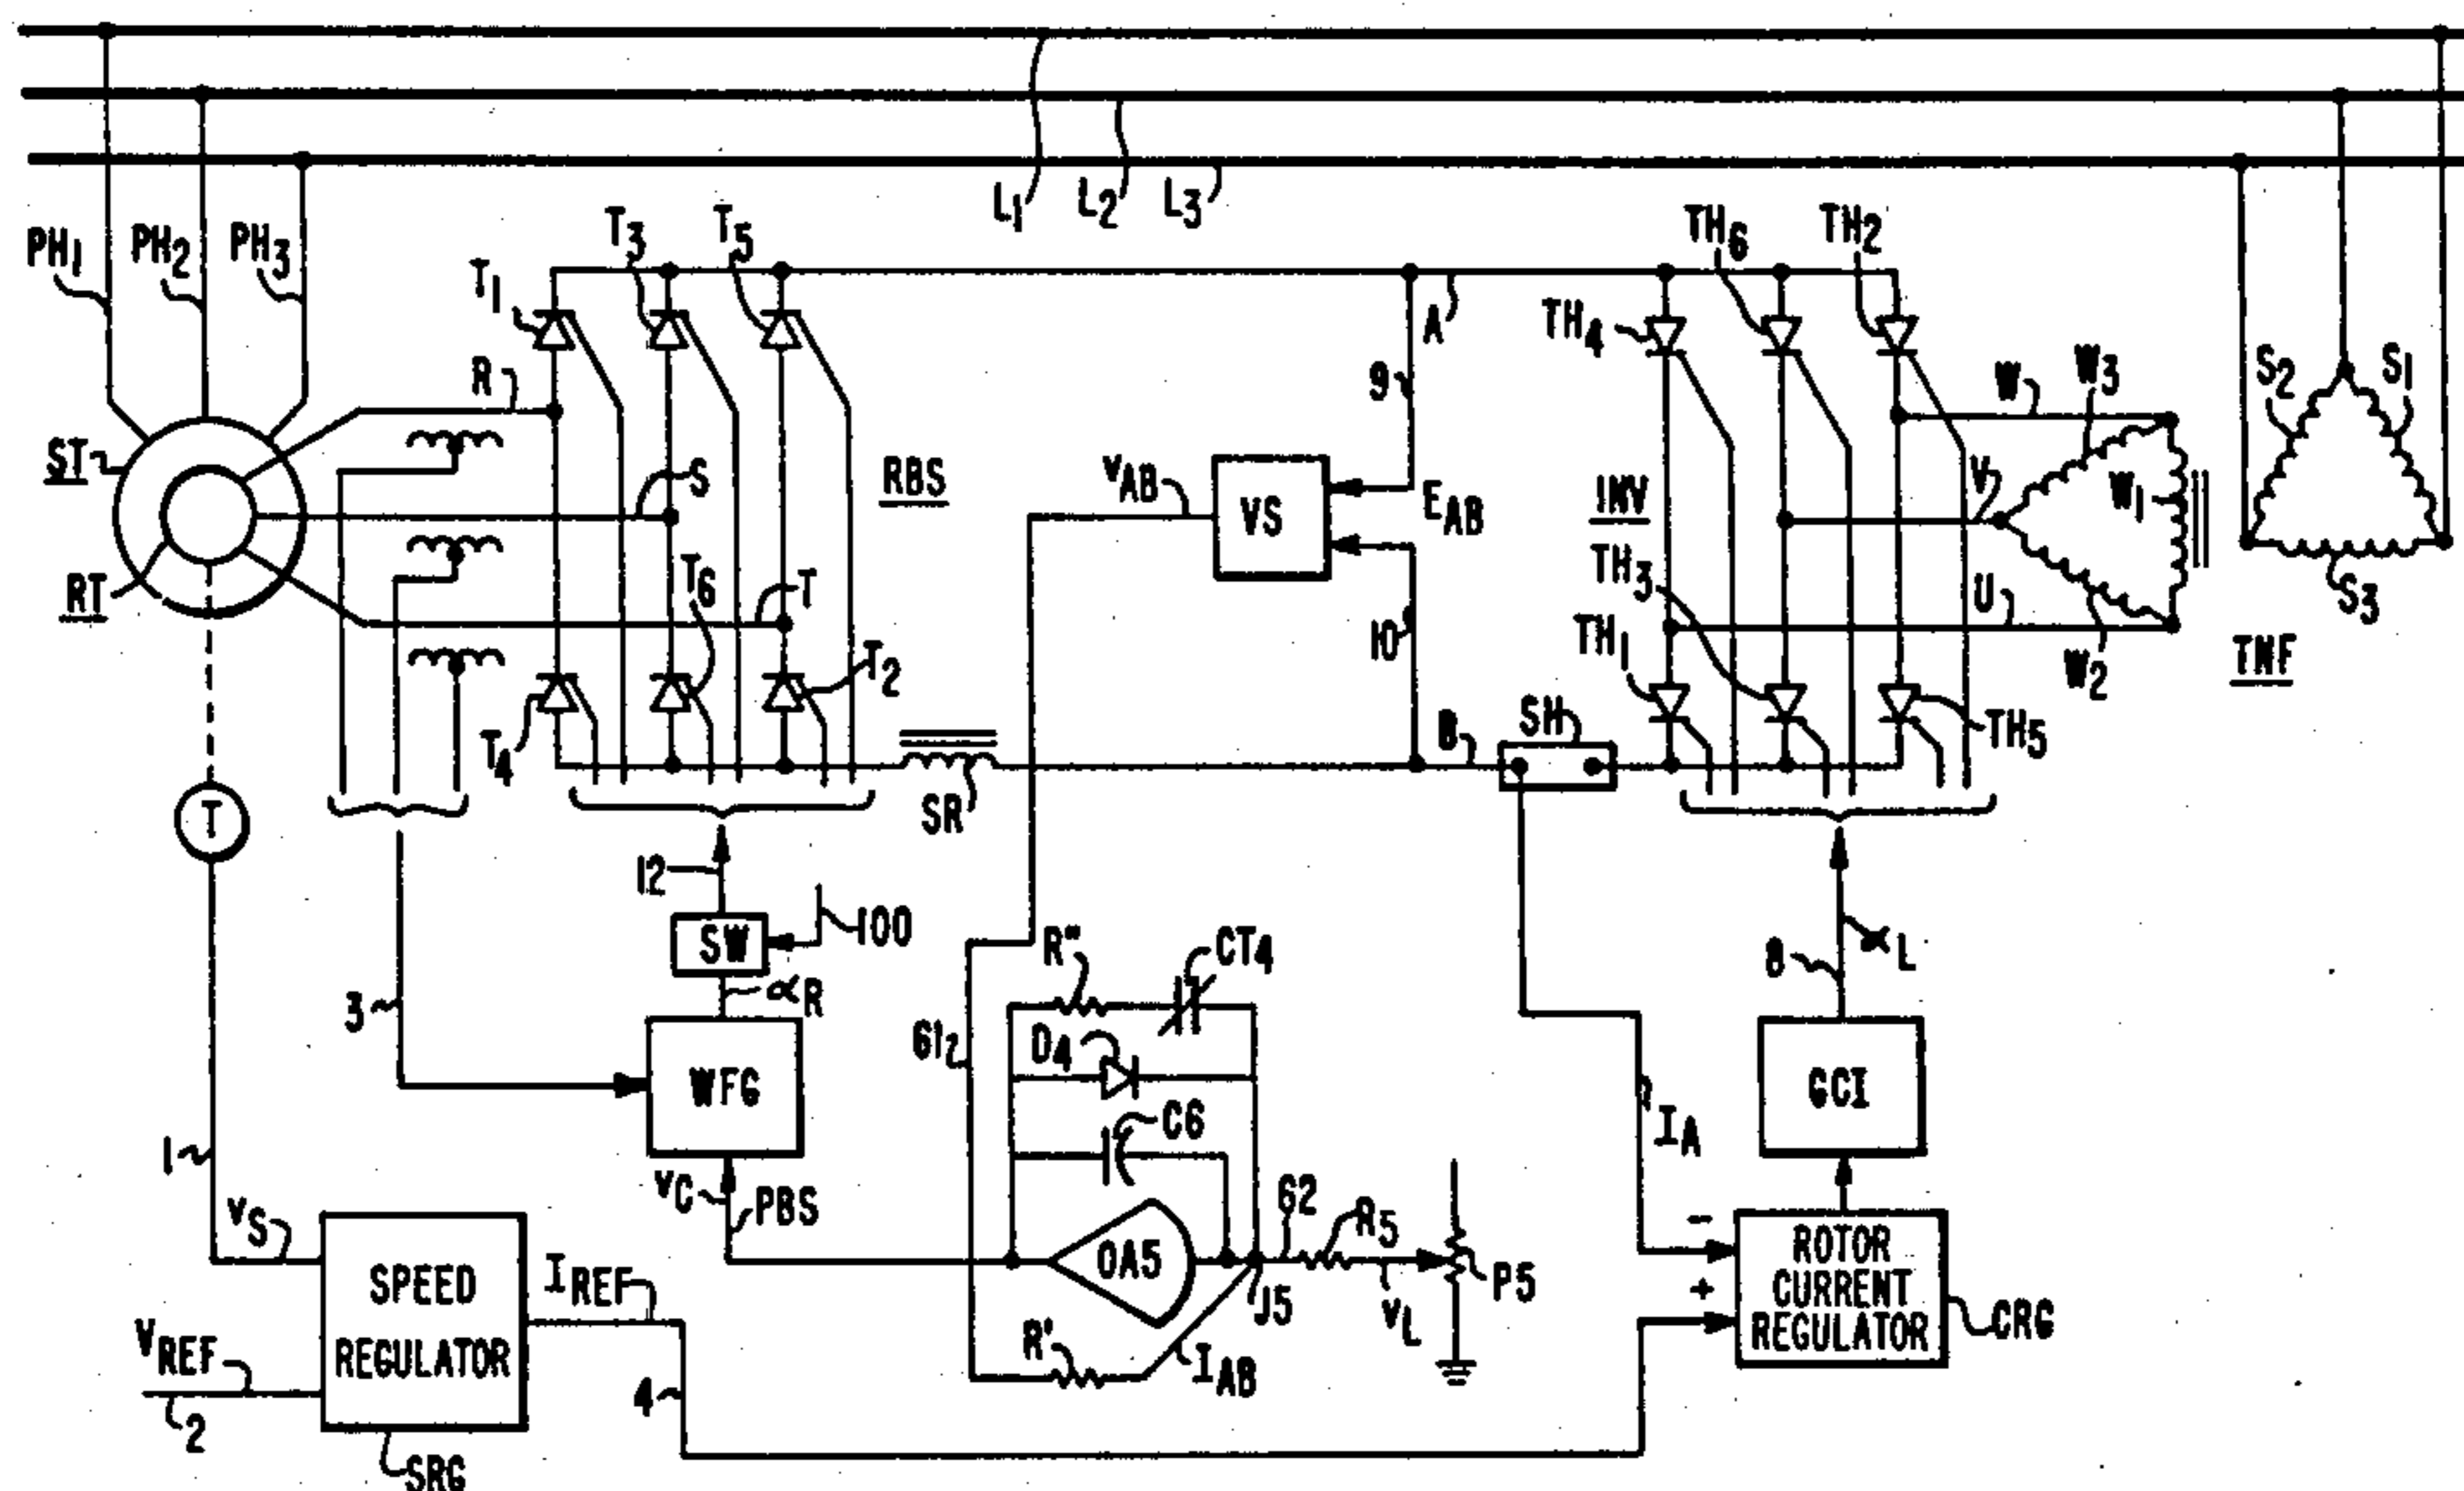 L1 L2 L3
PH1 PH2 PH3
T1 T3 T5
TH4 TH6 TH2
A
R
9
W W3
S2 S1
ST
S
RBS
VAB
VS
EAB
INV
V
W1
RT
T6
T
10
TH3
U
S3
TH1
W2
TNF
T4
T2
B
SH
TH5
T
SR
12
SW
100
αR
R" CT4
8
αL
3
61
D4
WFG
C6
IA
GCI
1
vC
PBS
62
R5
vS
OA5
J5
P5
SPEED
REGULATOR
IREF
vL
-
+
ROTOR
CURRENT
REGULATOR
CRG
VREF
R'
IAB
2
4
SRG